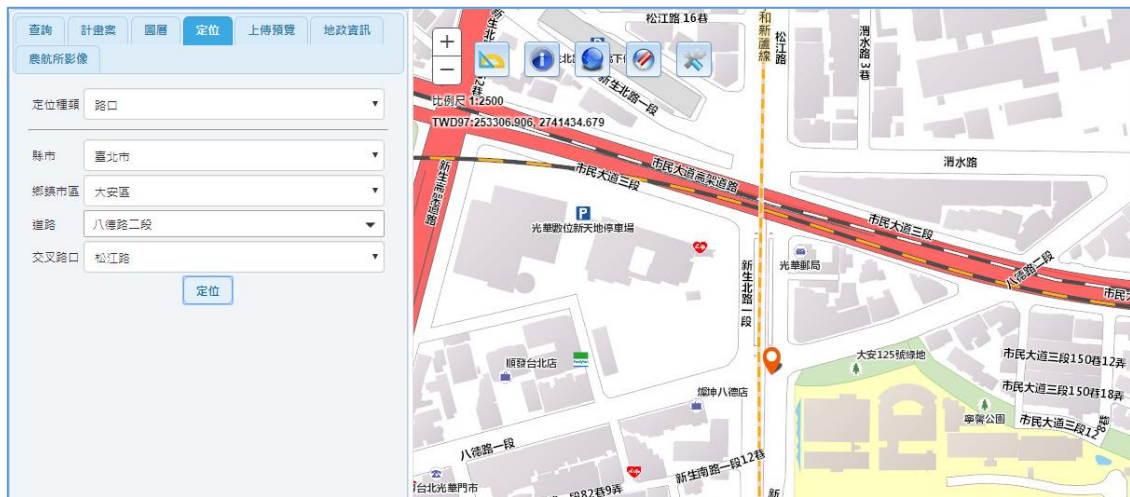 查詢
計畫案
圖層
定位
上傳預覽
地政資訊
農航所影像
定位種類
路口
縣市
臺北市
鄉鎮市區
大安區
道路
八德路二段
交叉路口
松江路
定位
+
−
比例尺 1:2500
TWD97:253306.906, 2741434.679
松江路 16巷
和新蘆線
松江路
渭水路 3巷
新生北路一段
渭水路
市民大道高架道路
市民大道三段
市民大道三段
新生高架道路
P
光華數位新天地停車場
光華郵局
八德路二段
新生北路一段
順發台北店
燦坤八德店
大安125號綠地
市民大道三段150巷12弄
市民大道三段150巷18弄
寧馨公園
八德路一段
新生南路一段12巷
台北光華門市
段82巷9弄